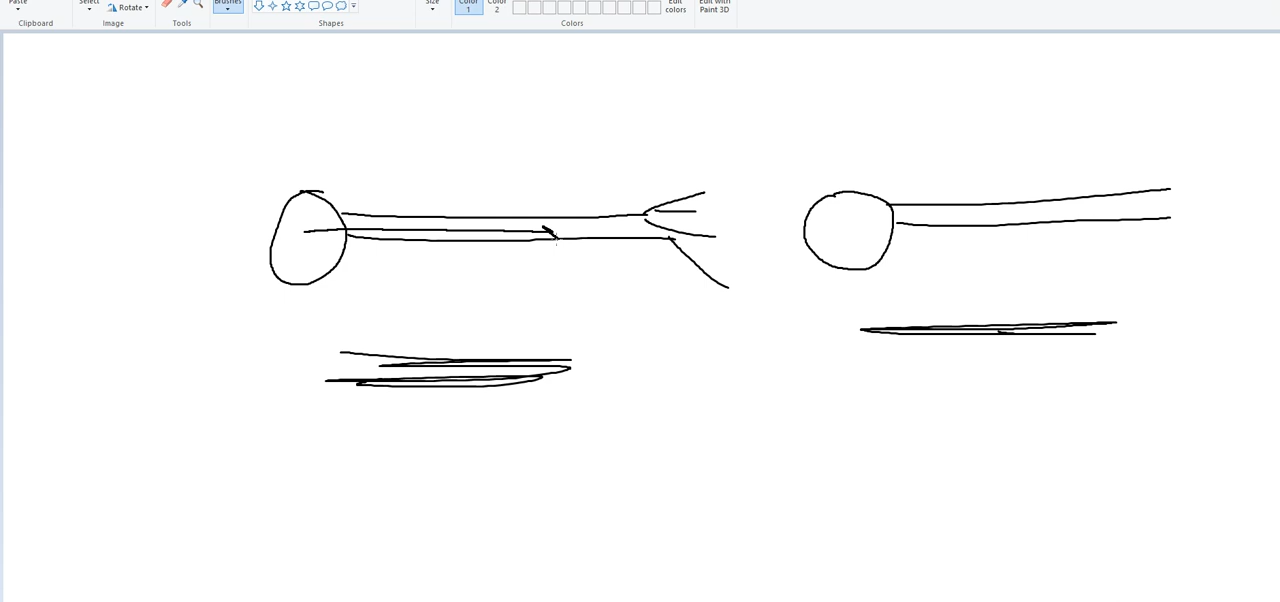 Paste
Select
Rotate
Brushes
Size
Color 1
Color 2
Edit colors
Edit with Paint 3D
Clipboard
Image
Tools
Shapes
Colors